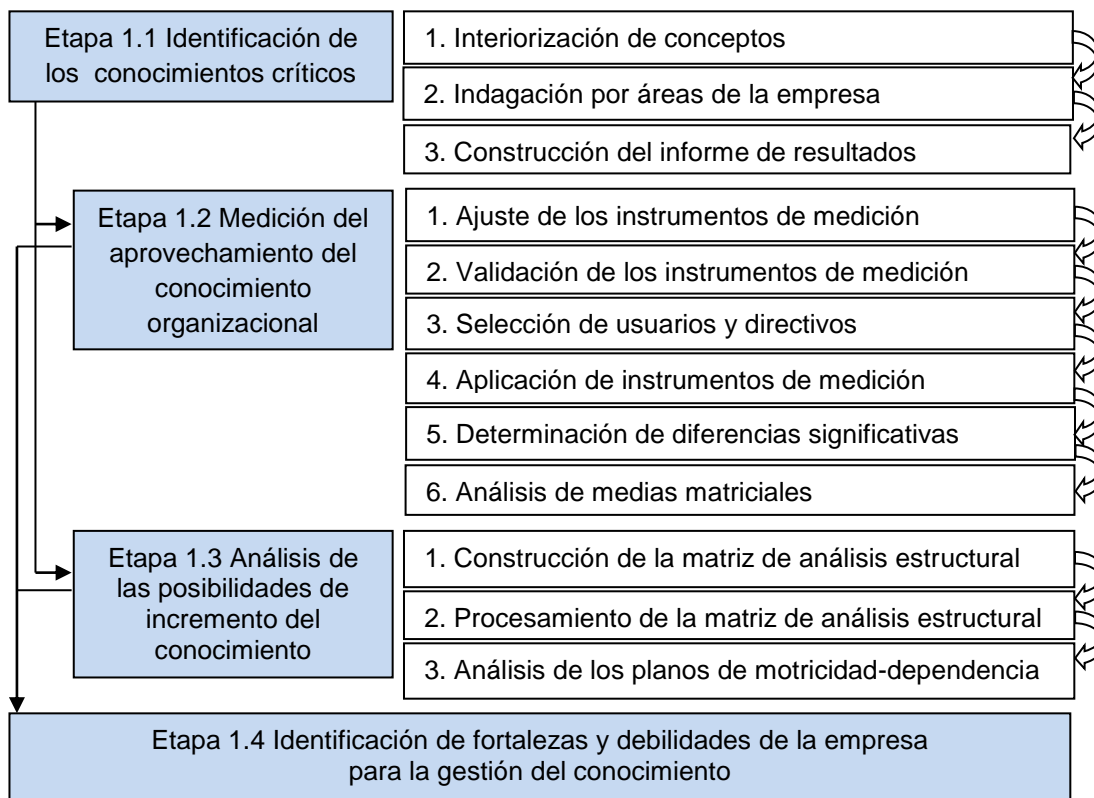 Etapa 1.1 Identificación de
los conocimientos críticos
1. Interiorización de conceptos
2. Indagación por áreas de la empresa
3. Construcción del informe de resultados
Etapa 1.2 Medición del
aprovechamiento del
conocimiento
organizacional
1. Ajuste de los instrumentos de medición
2. Validación de los instrumentos de medición
3. Selección de usuarios y directivos
4. Aplicación de instrumentos de medición
5. Determinación de diferencias significativas
6. Análisis de medias matriciales
Etapa 1.3 Análisis de
las posibilidades de
incremento del
conocimiento
1. Construcción de la matriz de análisis estructural
2. Procesamiento de la matriz de análisis estructural
3. Análisis de los planos de motricidad-dependencia
Etapa 1.4 Identificación de fortalezas y debilidades de la empresa
para la gestión del conocimiento